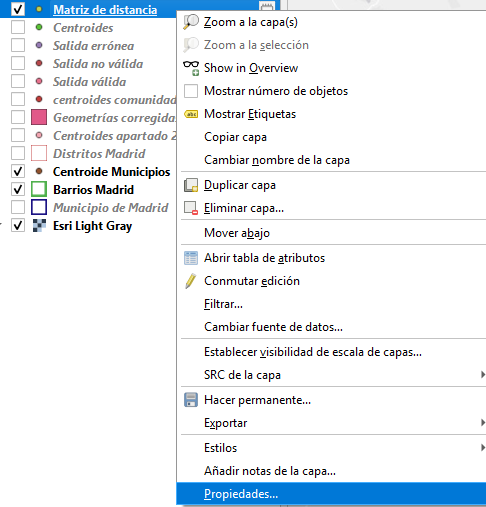 Matriz de distancia
Centroides
Salida errónea
Salida no válida
Salida válida
centroides comunidad
Geometrías corregidas
Centroides apartado 2
Distritos Madrid
Centroide Municipios
Barrios Madrid
Municipio de Madrid
Esri Light Gray
Zoom a la capa(s)
Zoom a la selección
Show in Overview
Mostrar número de objetos
Mostrar Etiquetas
Copiar capa
Cambiar nombre de la capa
Duplicar capa
Eliminar capa...
Mover abajo
Abrir tabla de atributos
Conmutar edición
Filtrar...
Cambiar fuente de datos...
Establecer visibilidad de escala de capas...
SRC de la capa
Hacer permanente...
Exportar
Estilos
Añadir notas de la capa...
Propiedades...